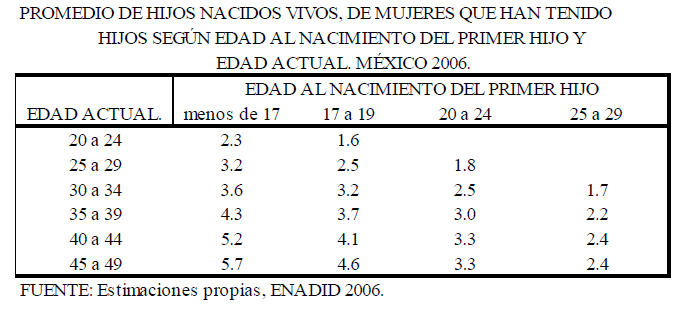 PROMEDIO DE HIJOS NACIDOS VIVOS, DE MUJERES QUE HAN TENIDO
HIJOS SEGÚN EDAD AL NACIMIENTO DEL PRIMER HIJO Y
EDAD ACTUAL. MÉXICO 2006.
EDAD AL NACIMIENTO DEL PRIMER HIJO
EDAD ACTUAL. menos de 17 17 a 19 20 a 24 25 a 29
20 a 24 2.3 1.6
25 a 29 3.2 2.5 1.8
30 a 34 3.6 3.2 2.5 1.7
35 a 39 4.3 3.7 3.0 2.2
40 a 44 5.2 4.1 3.3 2.4
45 a 49 5.7 4.6 3.3 2.4
FUENTE: Estimaciones propias, ENADID 2006.